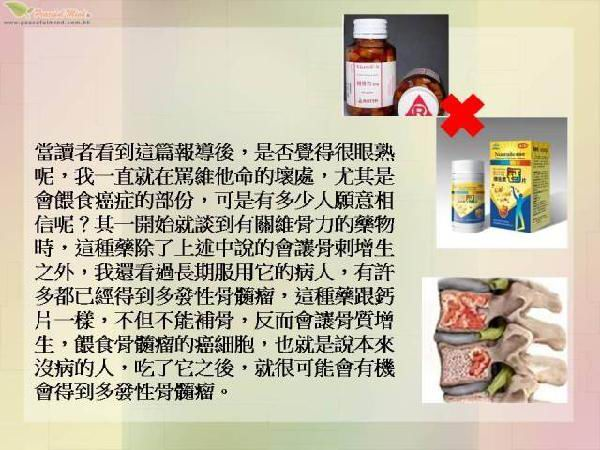 Peaceful Mind
www.peacefulmind.com.hk
當讀者看到這篇報導後，是否覺得很眼熟
呢，我一直就在罵維他命的壞處，尤其是
會餵食癌症的部份，可是有多少人願意相
信呢？其一開始就談到有關維骨力的藥物
時，這種藥除了上述中說的會讓骨刺增生
之外，我還看過長期服用它的病人，有許
多都已經得到多發性骨髓瘤，這種藥跟鈣
片一樣，不但不能補骨，反而會讓骨質增
生，餵食骨髓瘤的癌細胞，也就是說本來
沒病的人，吃了它之後，就很可能會有機
會得到多發性骨髓瘤。